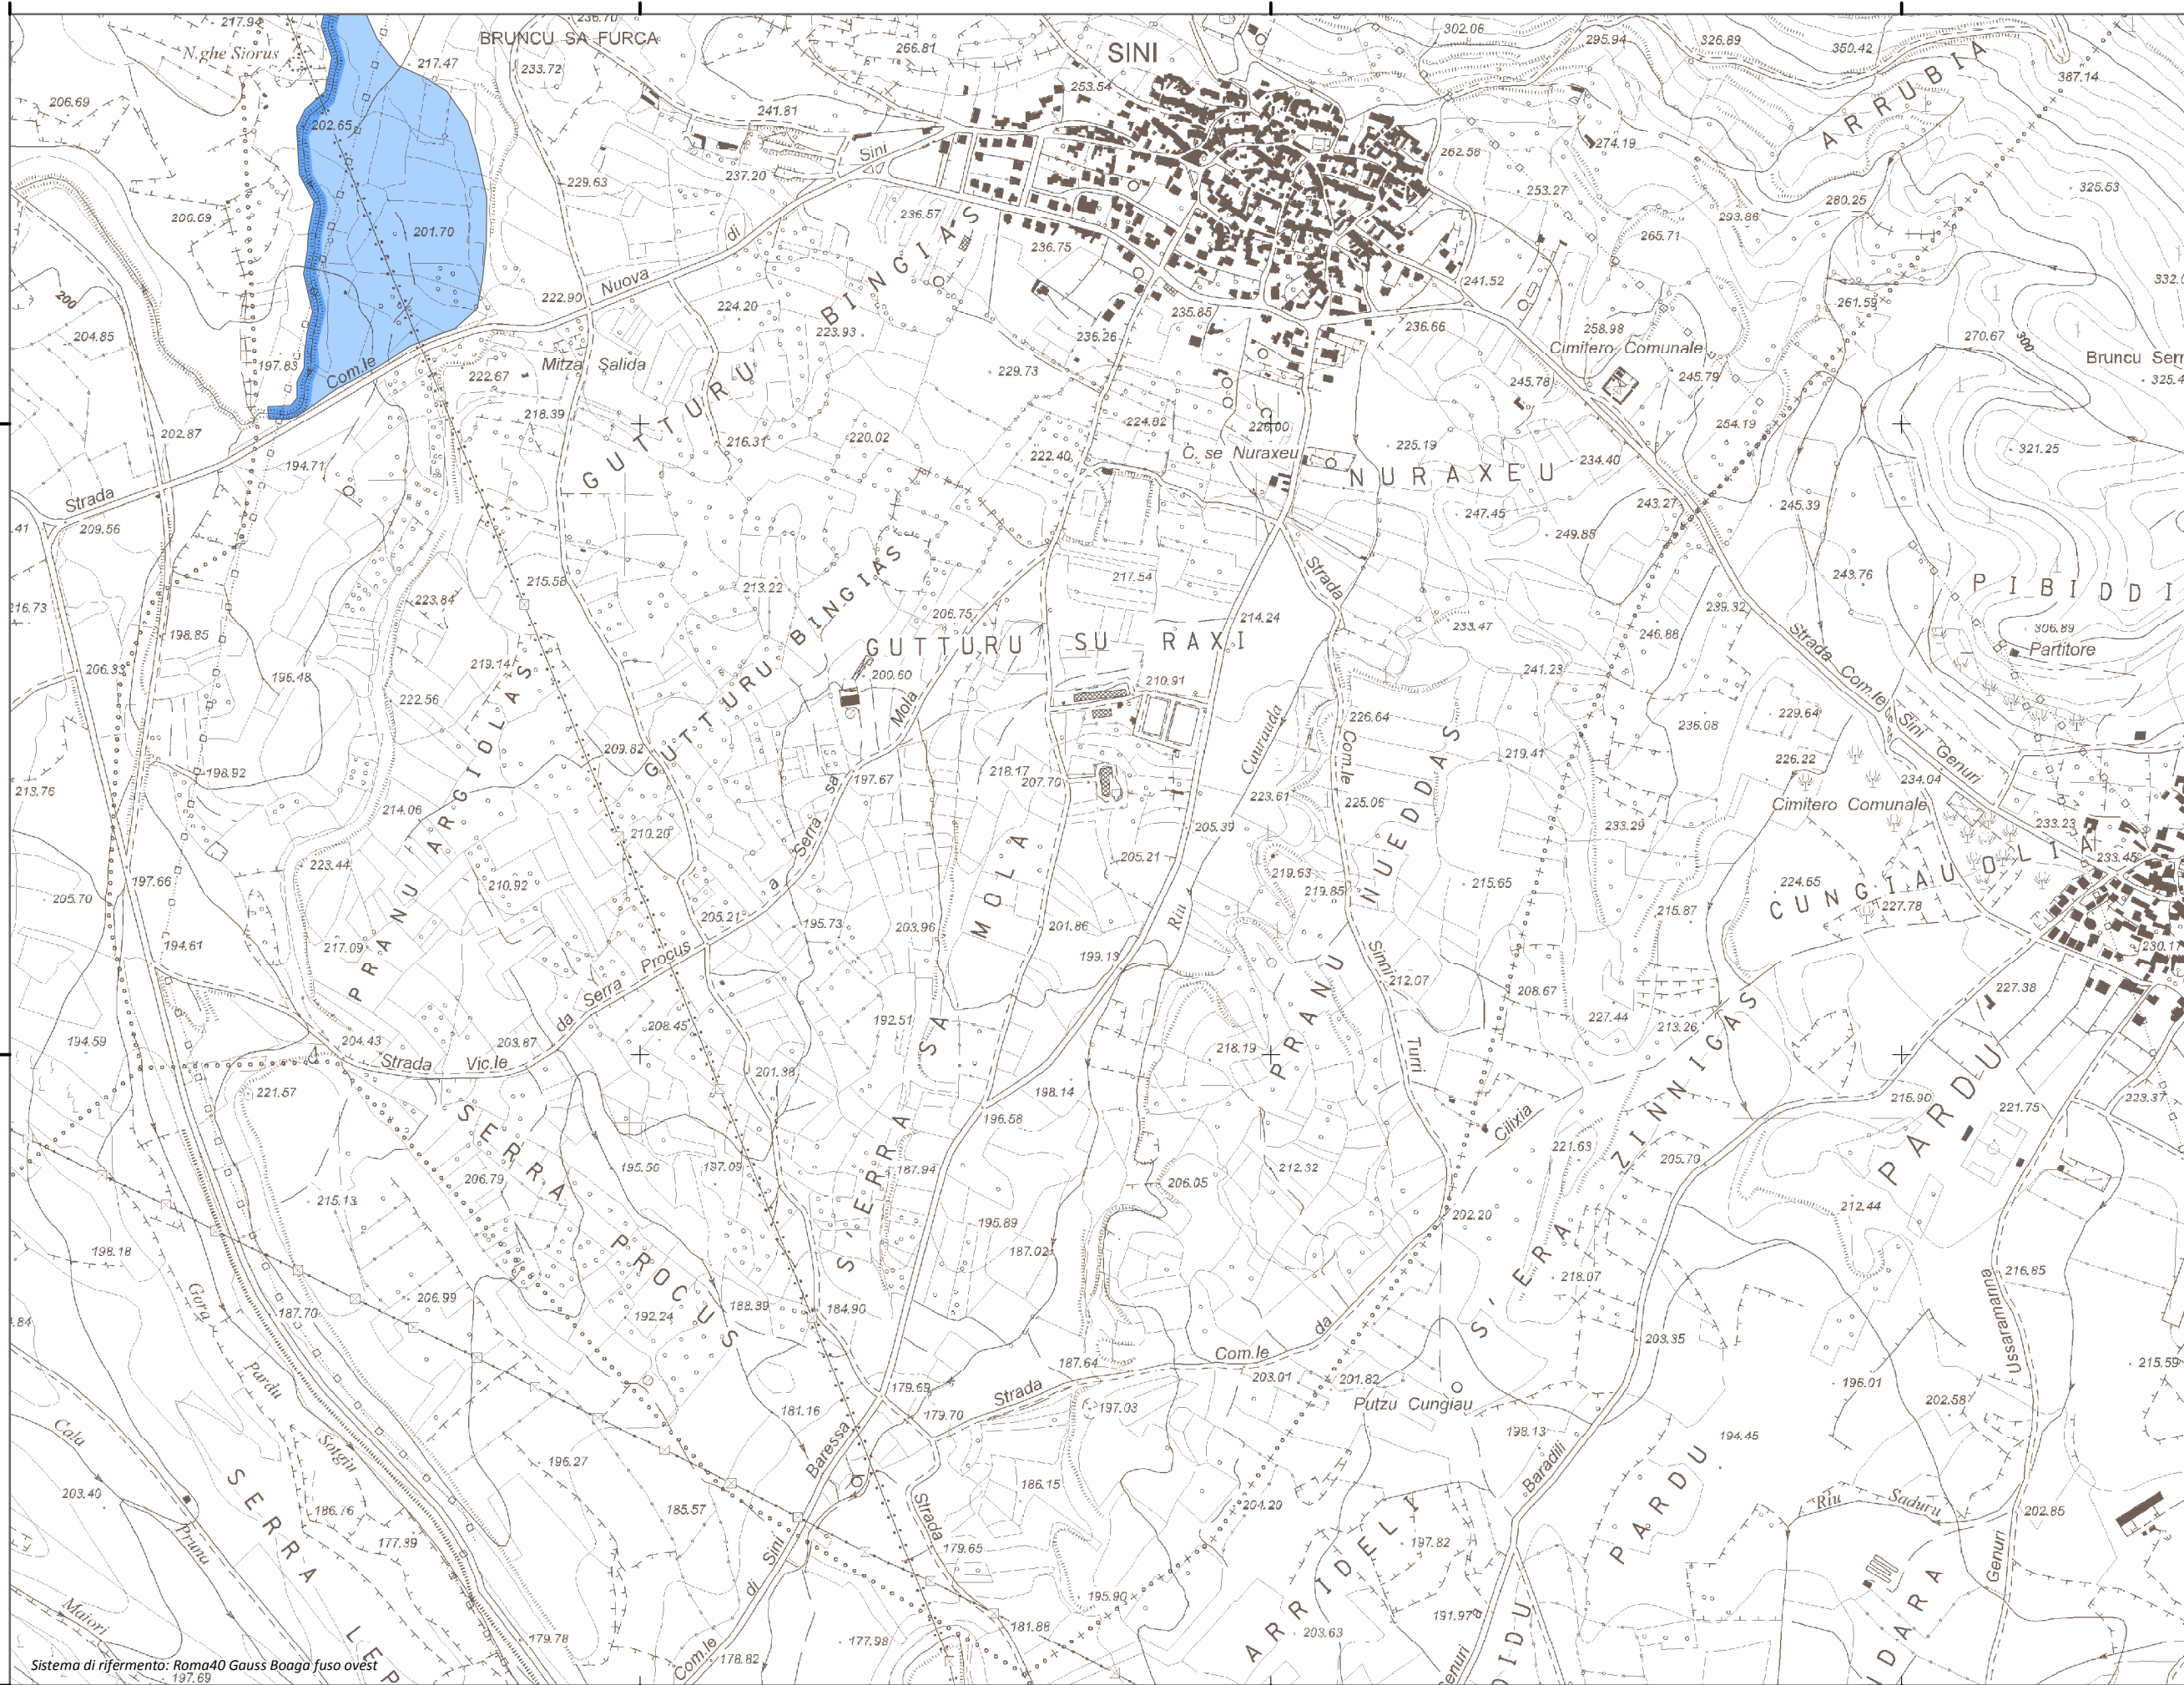 217.94
236.70
N.ghe Siorus
BRUNCU SA FURCA
217.47
233.72
266.81
SINI
302.06
295.94
326.89
350.42
387.14
ARRUBIA
206.69
202.65
241.81
253.54
262.56
274.19
Sini
237.20
229.63
253.27
325.53
280.25
293.86
265.71
201.70
236.57
236.75
di
Nuova
222.90
224.20
223.93
GUTTURU BINGIAS
235.85
236.26
241.52
236.66
258.98
261.59
270.67
300
Bruncu
200
204.85
197.83
Com.le
222.67
Mitza Salida
229.73
Cimitero Comunale
245.78
245.79
218.39
216.31
220.02
224.82
226.00
222.40
C. se Nuraxeu
NURAXEU
225.19
234.40
254.19
321.25
202.87
194.71
Strada
209.56
247.45
249.85
243.27
245.39
215.58
213.22
217.54
Strada
243.76
PIBIDDI
223.84
206.75
214.24
233.47
239.32
246.88
306.89
Partitore
198.85
206.33
196.48
219.14
222.56
GUTTURU SU RAXI
200.60
210.91
GUTTURU BINGIAS
Mola
241.23
236.08
229.64
Strada Com.le Sini Genuri
226.64
Com.le
Cuurauda
219.41
226.22
234.04
209.82
197.67
218.17
207.70
198.92
213.76
214.06
PRANU ARGIOLAS
210.20
sa
Serra
a
223.61
225.06
205.39
233.29
Cimitero Comunale
233.23
233.45
223.44
210.92
205.21
219.63
219.85
NUEDDAS
PRANU
215.65
215.87
224.65
227.78
CUNGIAUOLIA
197.66
205.70
194.61
217.09
205.21
195.73
203.96
201.86
199.13
Riu
Sinni
212.07
208.67
227.44
213.26
230.17
227.38
Procus
Serra
da
Vic.le
Strada
208.45
203.87
204.43
194.59
192.51
S'ERRA SA MOLA
218.19
Turri
221.57
201.38
198.14
196.58
Cilixia
221.63
S'ERA ZINNIGAS
205.70
215.90
PARDU
221.75
223.37
SERRA PROCUS
195.50
197.09
187.94
212.32
206.79
206.05
215.13
202.20
212.44
198.18
195.89
187.02
218.07
216.85
Gora
Pardu
Sotgiu
187.70
206.99
192.24
188.39
184.90
203.35
Ussaramanna
187.64
Com.le
da
203.01
201.82
Putzu Cungiau
196.01
215.59
202.58
179.69
179.70
Strada
197.03
181.16
Baressa
198.13
194.45
Baradili
PARDU
Cala
Pruna
203.40
196.27
185.57
186.15
204.20
186.76
177.39
Riu Saduru
202.85
Strada
179.65
Sini
di
Com.le
197.82
ARRIDELI
Genuri
Maiori
195.90
191.97
181.88
203.63
179.78
177.98
178.82
SERRA LEP
Sistema di rifermento: Roma40 Gauss Boaga fuso ovest
197.69